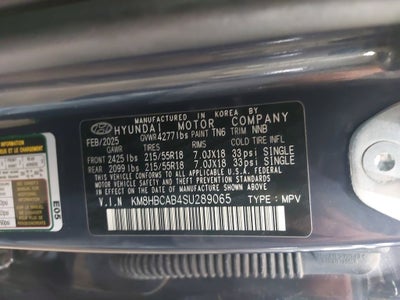 MANUFACTURED IN KOREA BY
HYUNDAI MOTOR COMPANY
FEB/2025 GVWR 4277lbs PAINT TN6 TRIM NNB
GAWR TIRES RIMS COLD TIRE INFL
FRONT 2425 lbs 215/55R18 7.0JX18 33psi SINGLE
REAR 2099 lbs 215/55R18 7.0JX18 33psi SINGLE
THIS VEHICLE CONFORMS TO ALL APPLICABLE
U.S. FEDERAL MOTOR VEHICLE SAFETY AND THEFT
PREVENTION STANDARDS IN EFFECT ON THE DATE
OF MANUFACTURE SHOWN ABOVE
V.I.N KM8HBCAB4SU289065 TYPE : MPV
E05